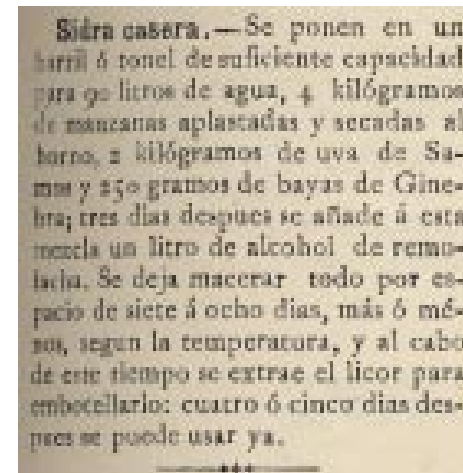 Sidra casera.—Se ponen en un
barril ó tonel de suficiente capacidad
para 90 litros de agua, 4 kilógramos
de manzanas aplastadas y secadas al
horno, 2 kilógramos de uva de Sa-
mos y 250 gramos de bayas de Gine-
bra; tres dias despues se añade á esta
mezcla un litro de alcohol de remo-
lacha. Se deja macerar todo por es-
pacio de siete á ocho dias, más ó mé-
nos, segun la temperatura, y al cabo
de este tiempo se extrae el licor para
embotellarlo: cuatro ó cinco dias des-
pues se puede usar ya.